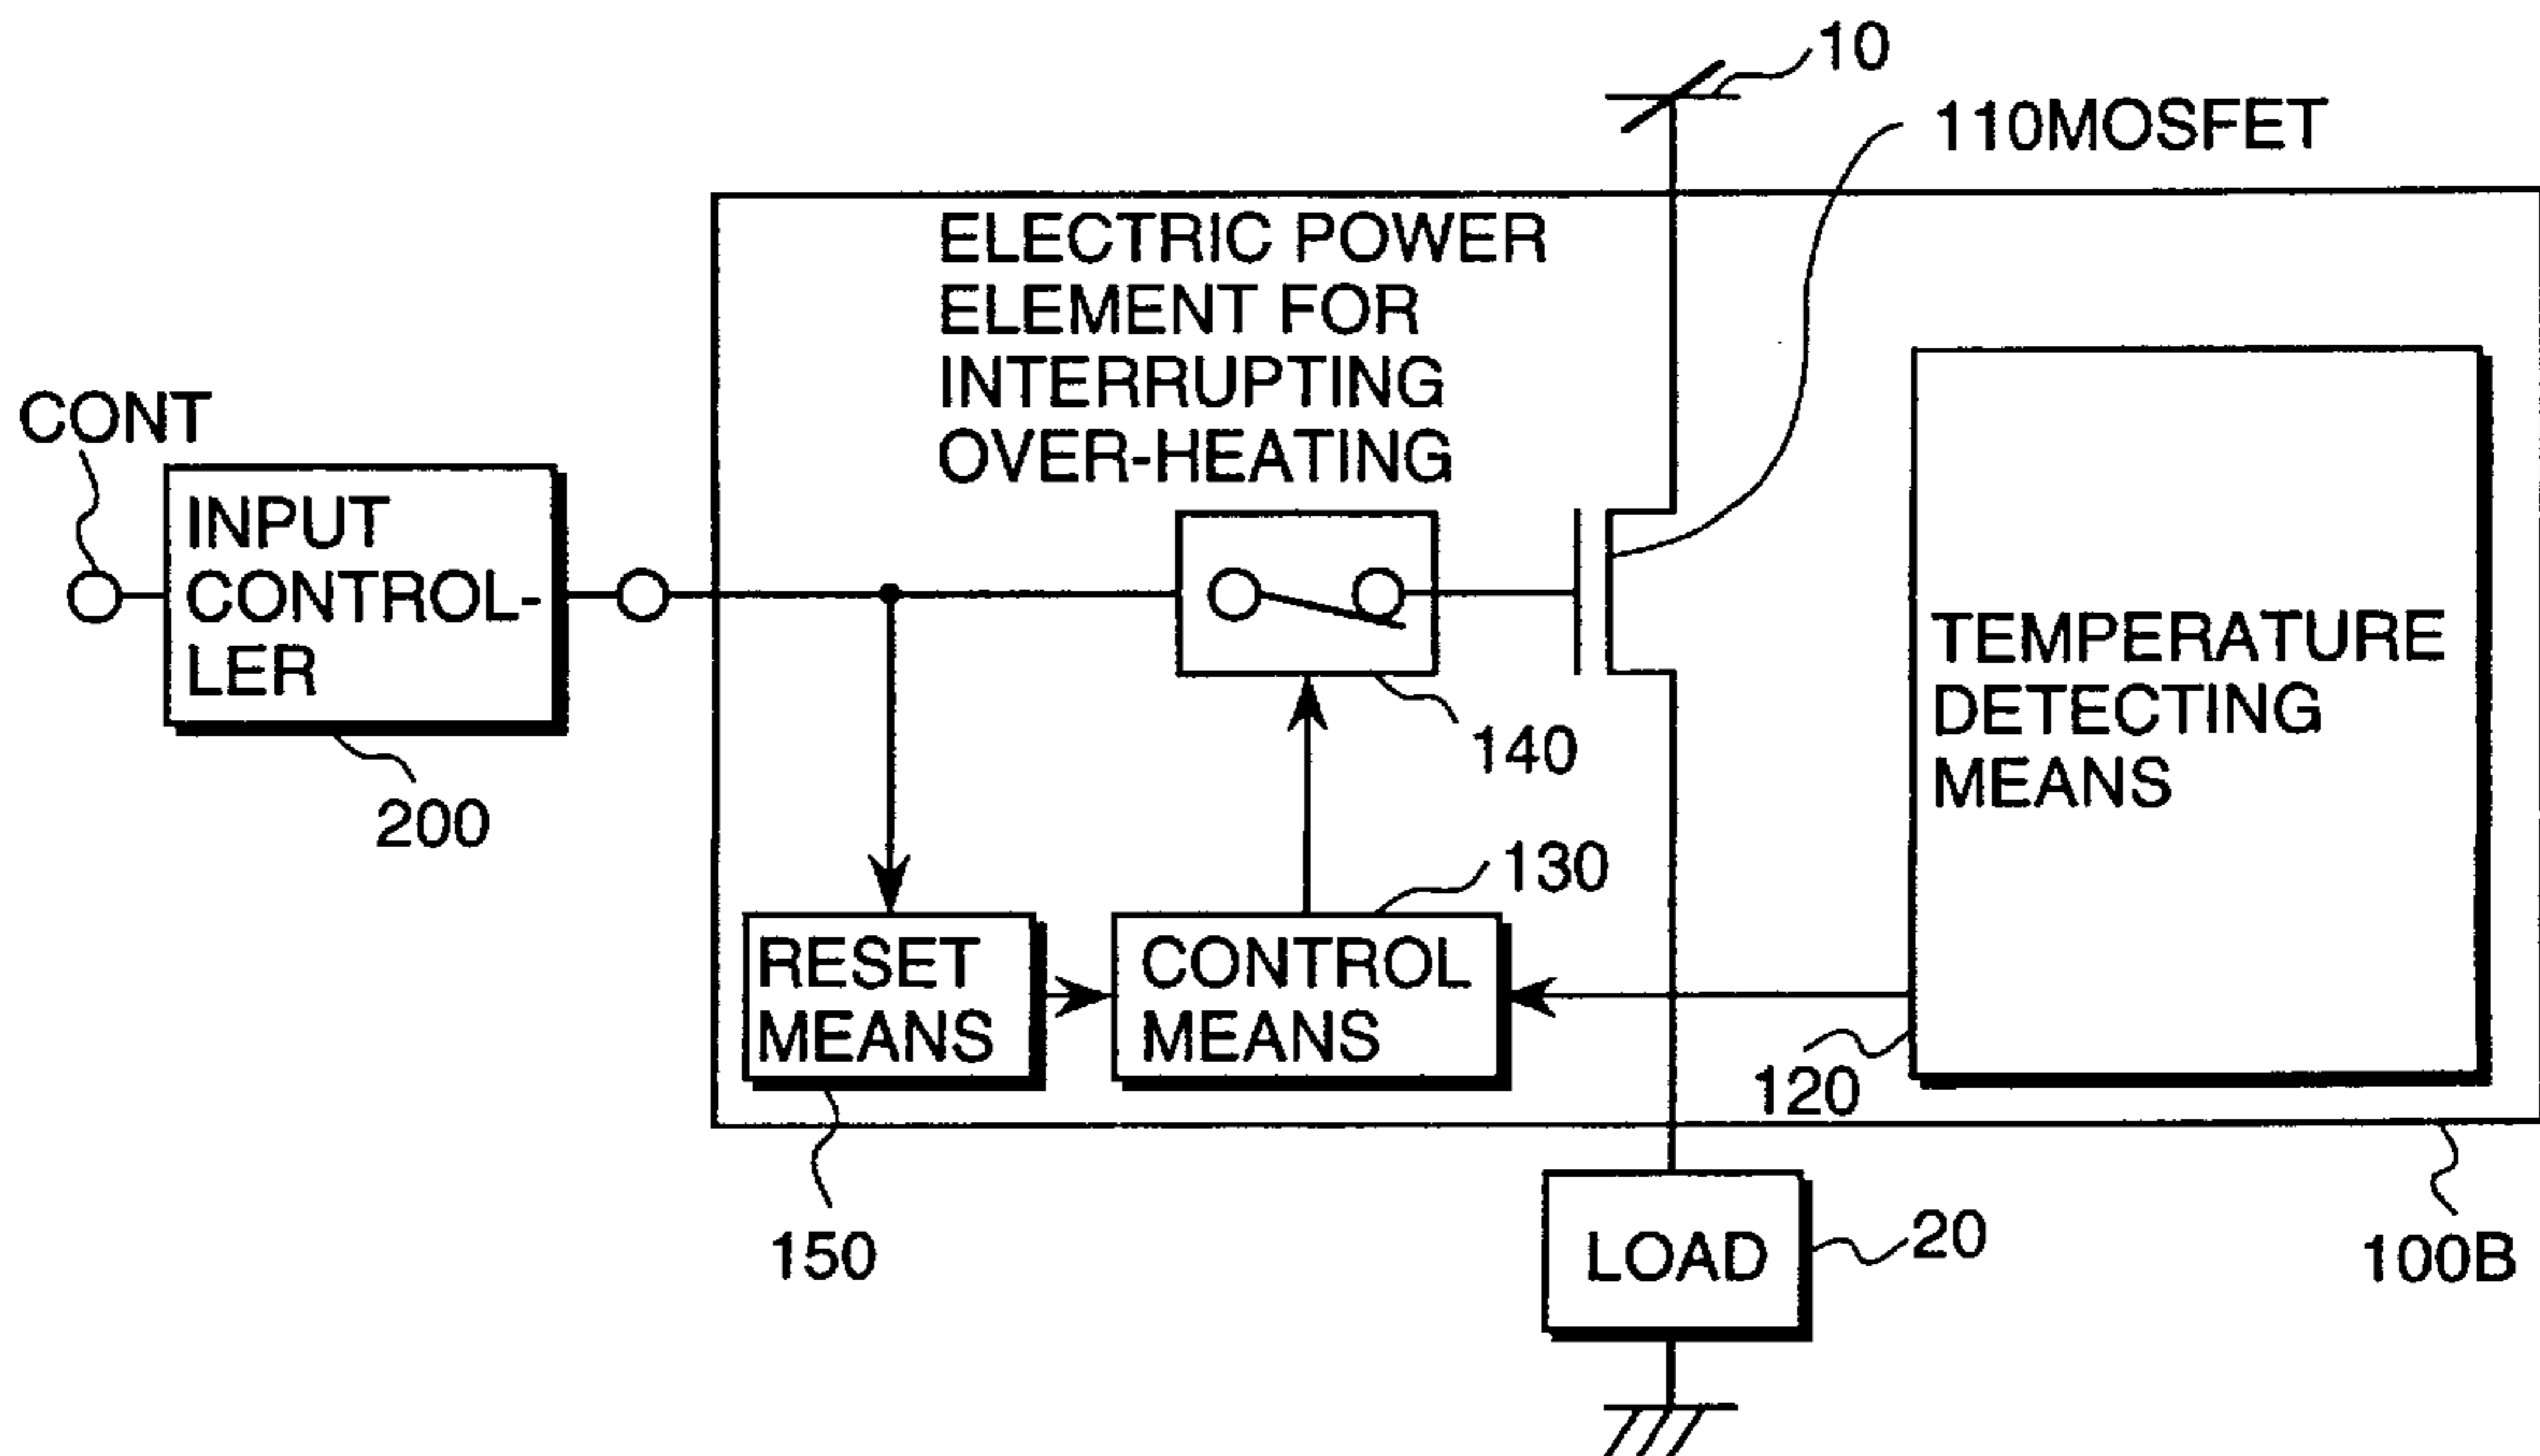 10
110MOSFET
ELECTRIC POWER
ELEMENT FOR
INTERRUPTING
OVER-HEATING
CONT
INPUT
CONTROL-
LER
200
140
TEMPERATURE
DETECTING
MEANS
130
RESET
MEANS
CONTROL
MEANS
120
150
LOAD
20
100B